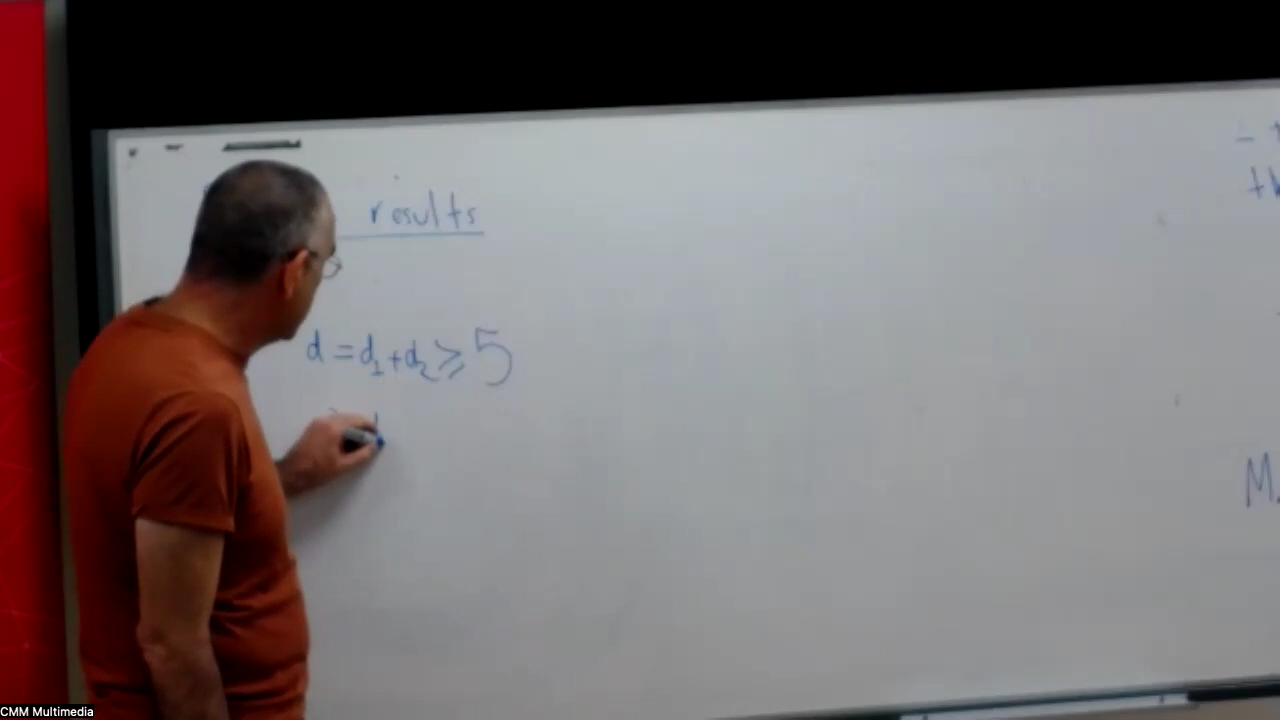 results
d = d₁ + d₂ ⩾ 5
M
CMM Multimedia